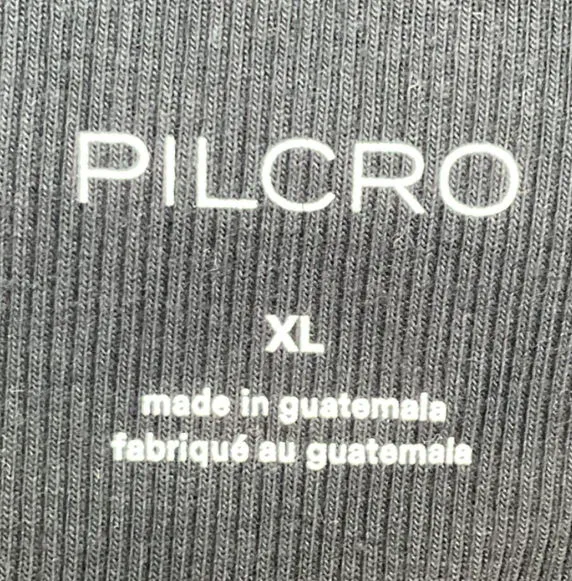 PILCRO
XL
made in guatemala
fabriqué au guatemala